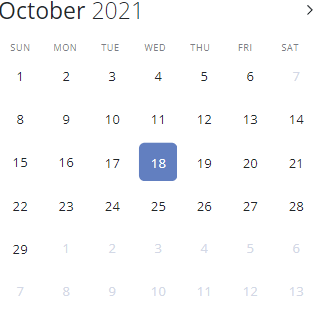 October 2021
SUN MON TUE WED THU FRI SAT
1 2 3 4 5 6 7
8 9 10 11 12 13 14
15 16 17 18 19 20 21
22 23 24 25 26 27 28
29 1 2 3 4 5 6
7 8 9 10 11 12 13